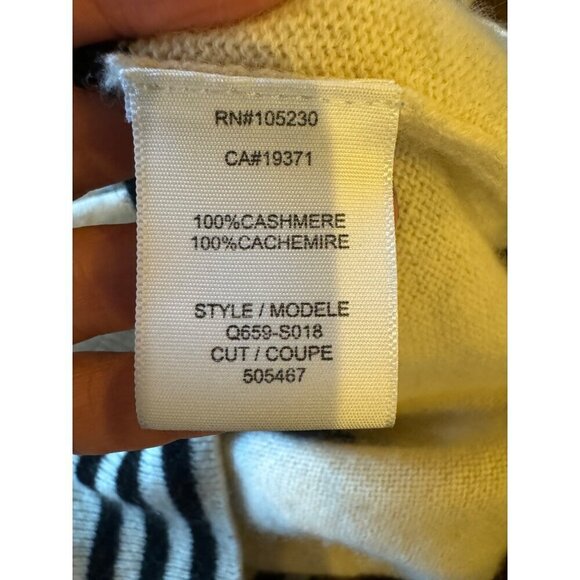 RN#105230
CA#19371
100%CASHMERE
100%CACHEMIRE
STYLE / MODELE
Q659-S018
CUT / COUPE
505467